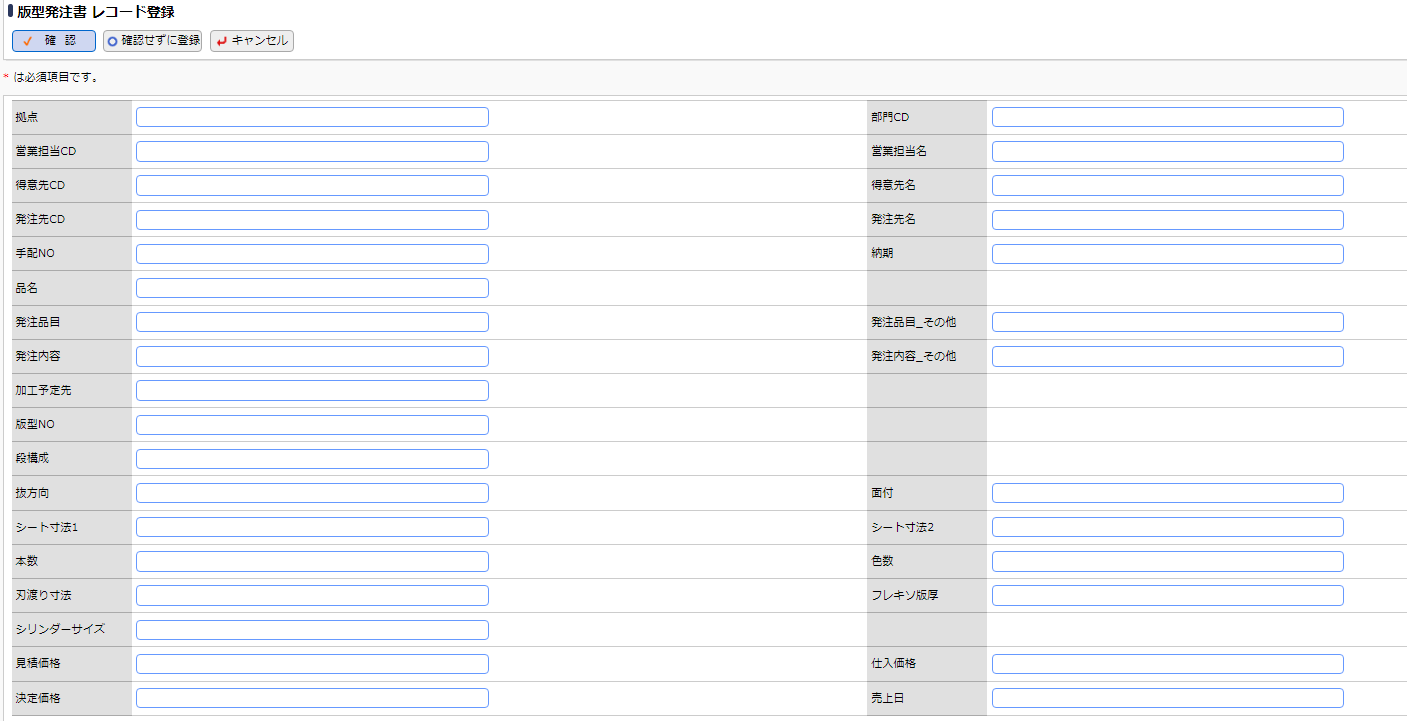 版型発注書 レコード登録
確 認 確認せずに登録 キャンセル
* は必須項目です。
拠点 部門CD
営業担当CD 営業担当名
得意先CD 得意先名
発注先CD 発注先名
手配NO 納期
品名
発注品目 発注品目_その他
発注内容 発注内容_その他
加工予定先
版型NO
段構成
抜方向 面付
シート寸法1 シート寸法2
本数 色数
刃渡り寸法 フレキソ版厚
シリンダーサイズ
見積価格 仕入価格
決定価格 売上日